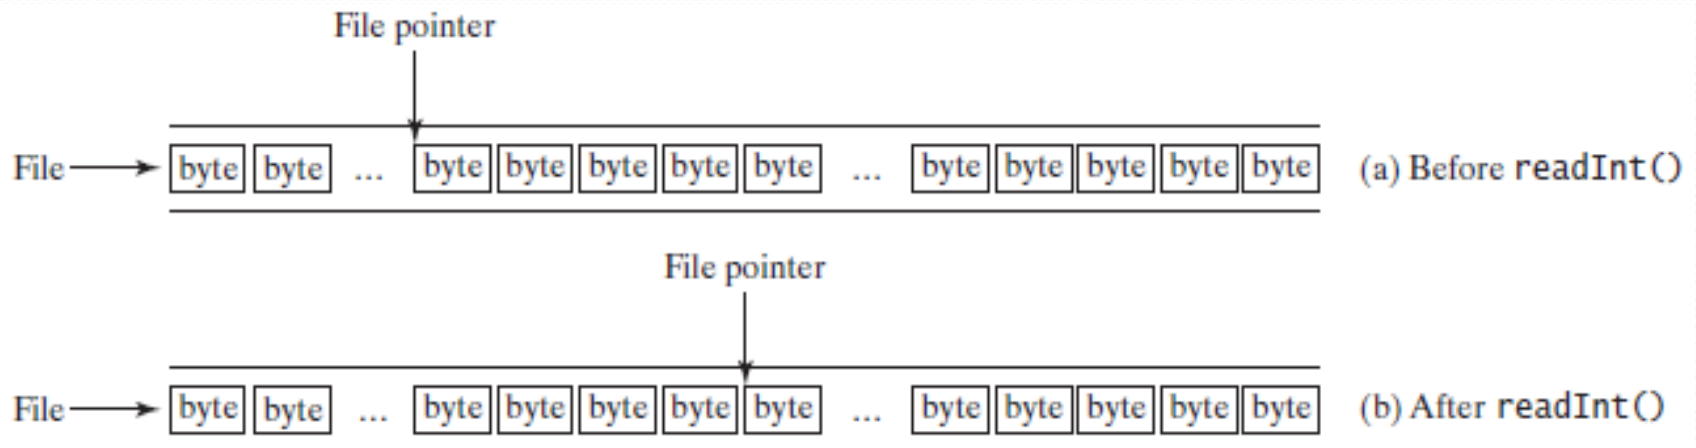 File pointer
File byte byte ... byte byte byte byte byte ... byte byte byte byte byte (a) Before readInt()
File pointer
File byte byte ... byte byte byte byte byte ... byte byte byte byte byte (b) After readInt()